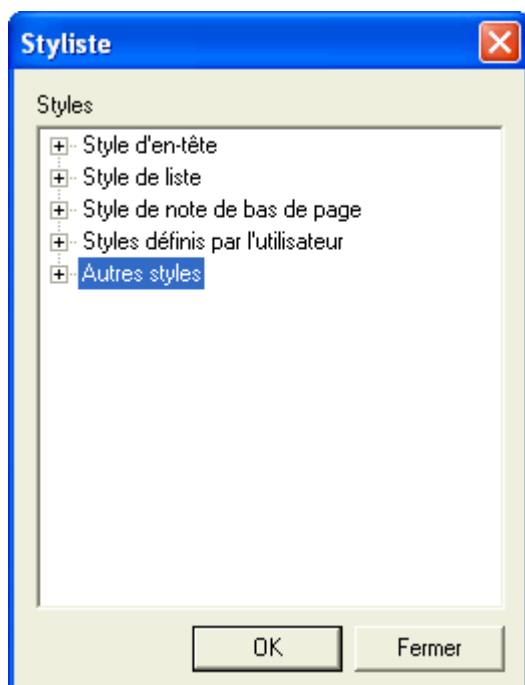 Styliste
Styles
Style d'en-tête
Style de liste
Style de note de bas de page
Styles définis par l'utilisateur
Autres styles
OK
Fermer